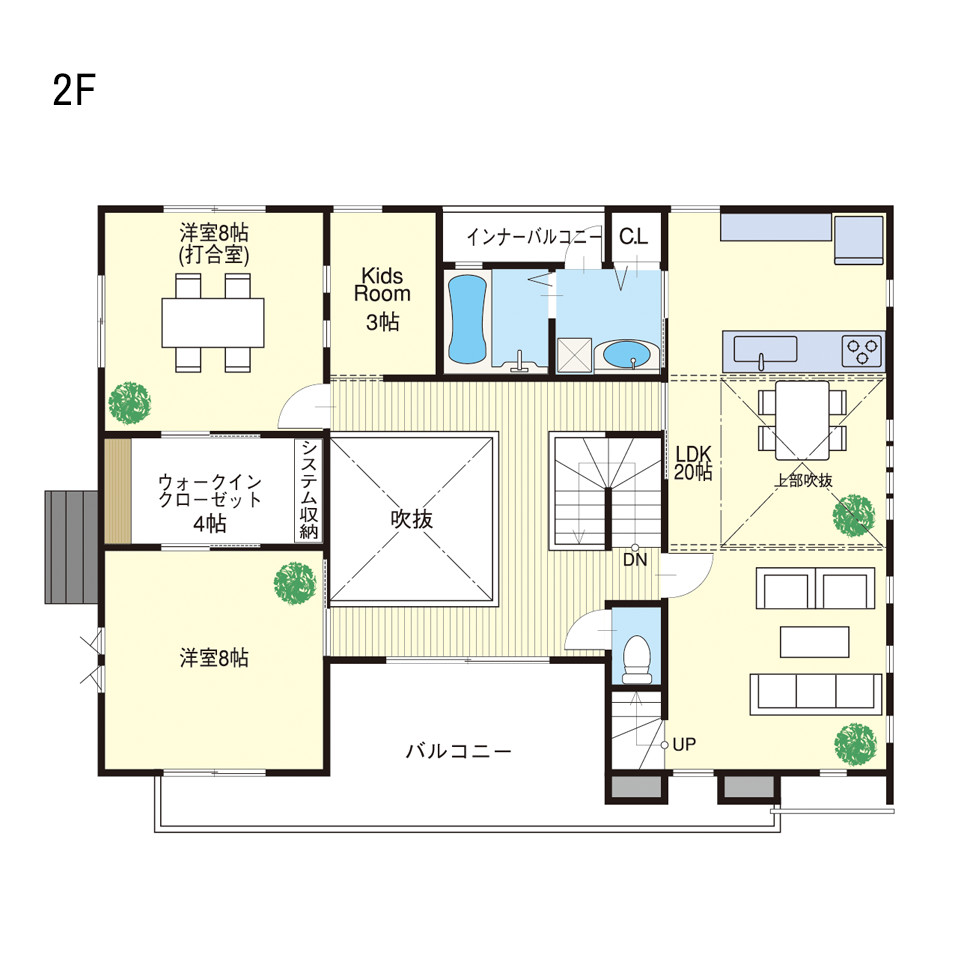 2F
洋室8帖
(打合室)
Kids
Room
3帖
インナーバルコニー
C.L
LDK
20帖
上部吹抜
ウォークイン
クローゼット
4帖
システム収納
吹抜
DN
洋室8帖
バルコニー
UP